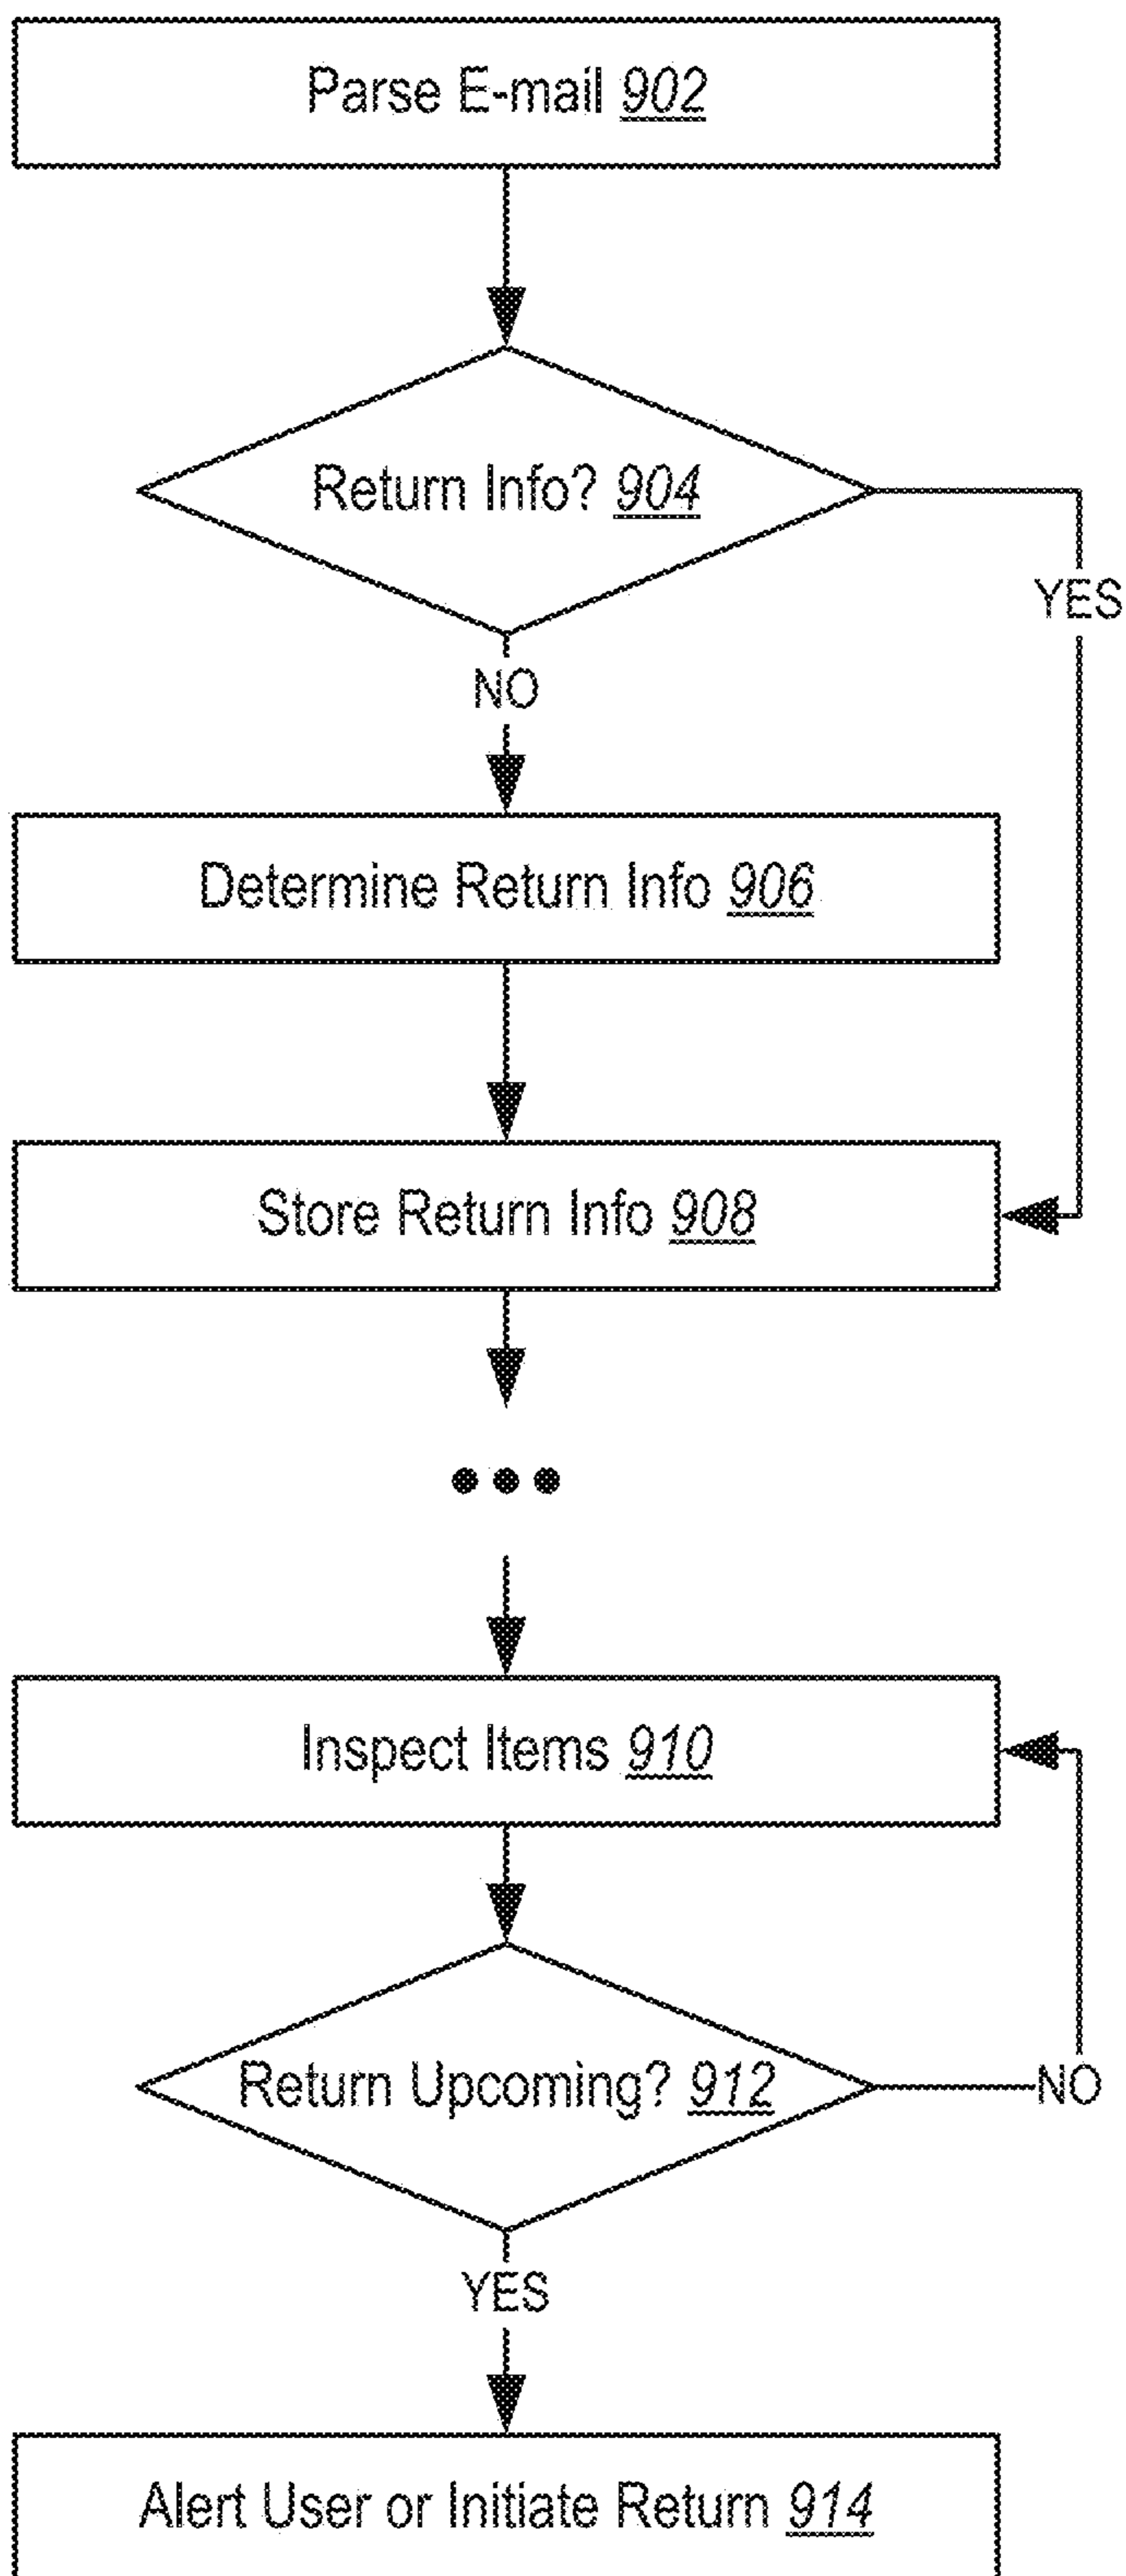 Parse E-mail 902
Return Info? 904
YES
NO
Determine Return Info 906
Store Return Info 908
Inspect Items 910
Return Upcoming? 912
NO
YES
Alert User or Initiate Return 914